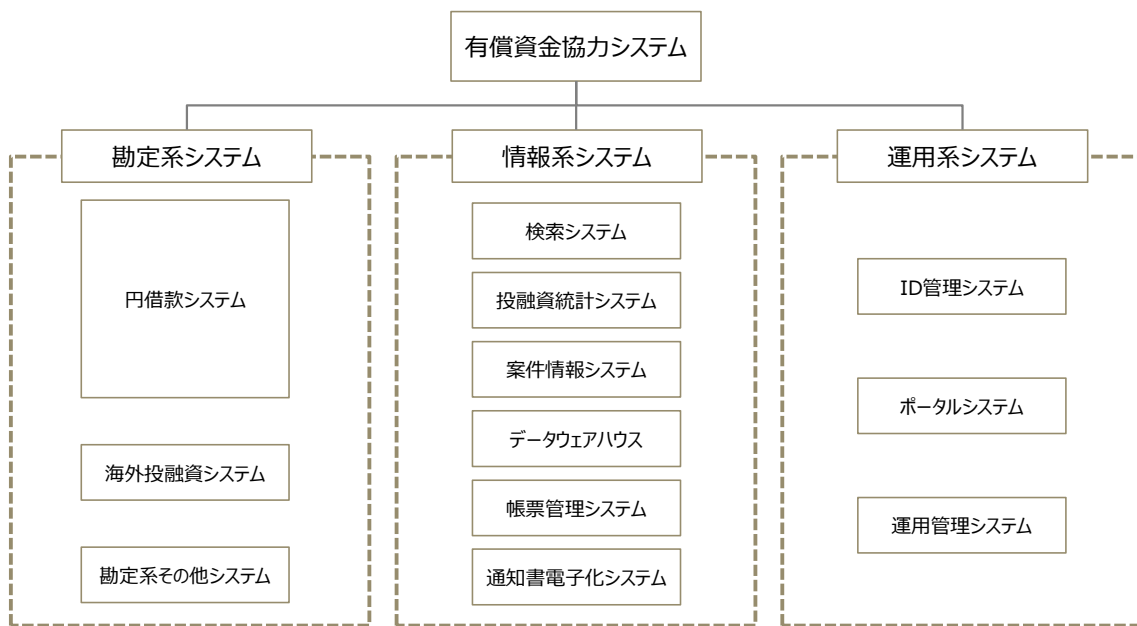 有償資金協力システム
勘定系システム
円借款システム
海外投融資システム
勘定系その他システム
情報系システム
検索システム
投融資統計システム
案件情報システム
データウェアハウス
帳票管理システム
通知書電子化システム
運用系システム
ID管理システム
ポータルシステム
運用管理システム